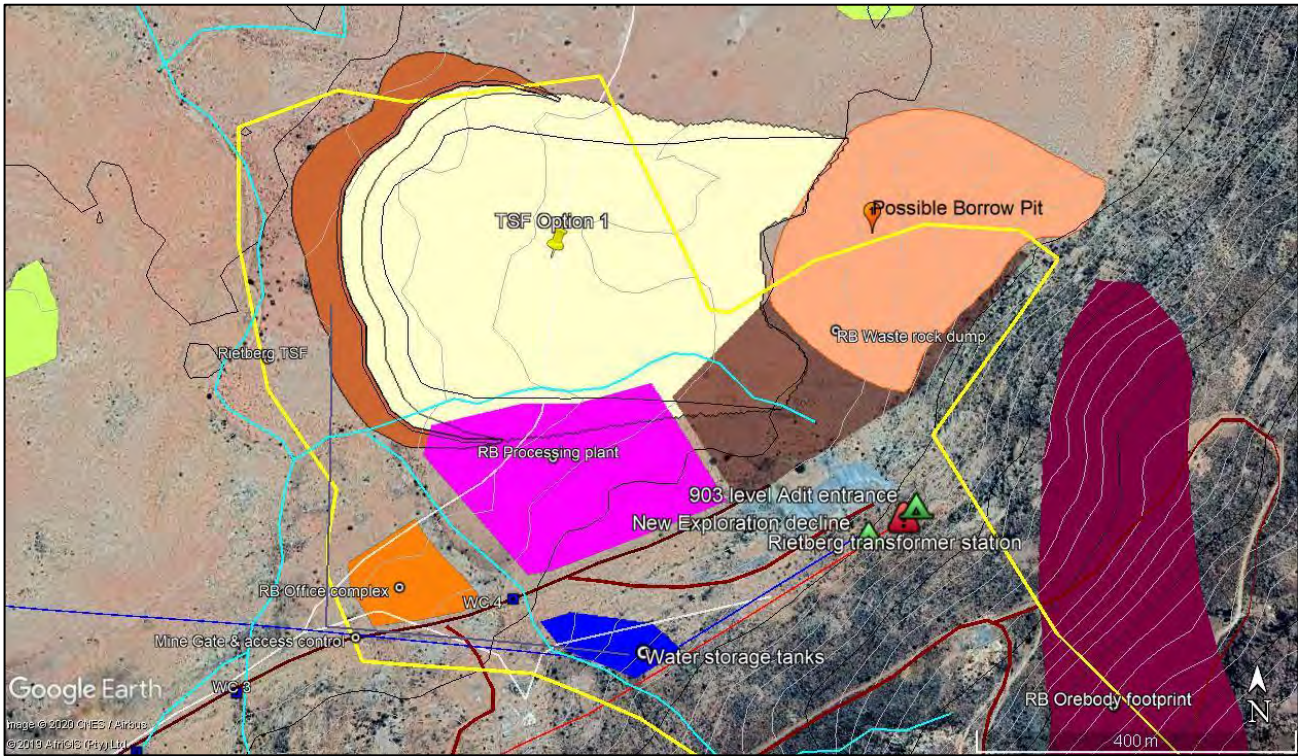 TSF Option 1
Possible Borrow Pit
RB Waste rock dump
Rietberg TSF
RB Processing plant
903 level Adit entrance
New Exploration decline
Rietberg transformer station
RB Office complex
WC 4
Mine Gate & access control
Water storage tanks
WC 3
RB Orebody footprint
Google Earth
Image © 2020 CNES / Airbus
© 2019 AfriGIS (Pty) Ltd.
N
400 m